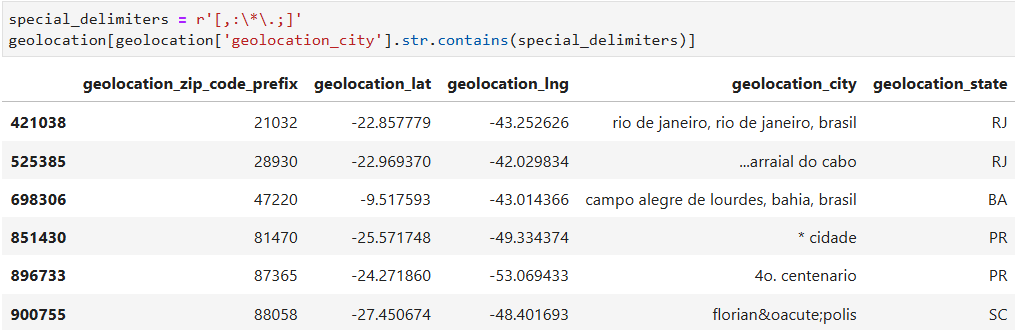 special_delimiters = r'[,:\*\.;]'
geolocation[geolocation['geolocation_city'].str.contains(special_delimiters)]
geolocation_zip_code_prefix geolocation_lat geolocation_lng geolocation_city geolocation_state
421038 21032 -22.857779 -43.252626 rio de janeiro, rio de janeiro, brasil RJ
525385 28930 -22.969370 -42.029834 ...arraial do cabo RJ
698306 47220 -9.517593 -43.014366 campo alegre de lourdes, bahia, brasil BA
851430 81470 -25.571748 -49.334374 * cidade PR
896733 87365 -24.271860 -53.069433 4o. centenario PR
900755 88058 -27.450674 -48.401693 florian&oacute;polis SC